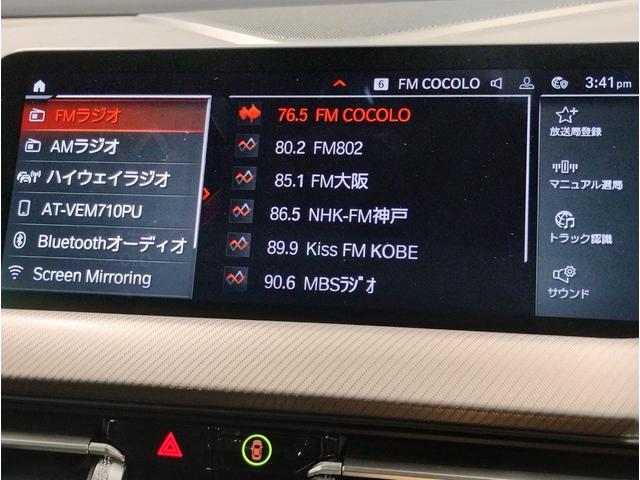 6 FM COCOLO 3:41pm
FMラジオ
AMラジオ
ハイウェイラジオ
AT-VEM710PU
Bluetoothオーディオ
Screen Mirroring
76.5 FM COCOLO
80.2 FM802
85.1 FM大阪
86.5 NHK-FM神戸
89.9 Kiss FM KOBE
90.6 MBSﾗｼﾞｵ
放送局登録
マニュアル選局
トラック認識
サウンド